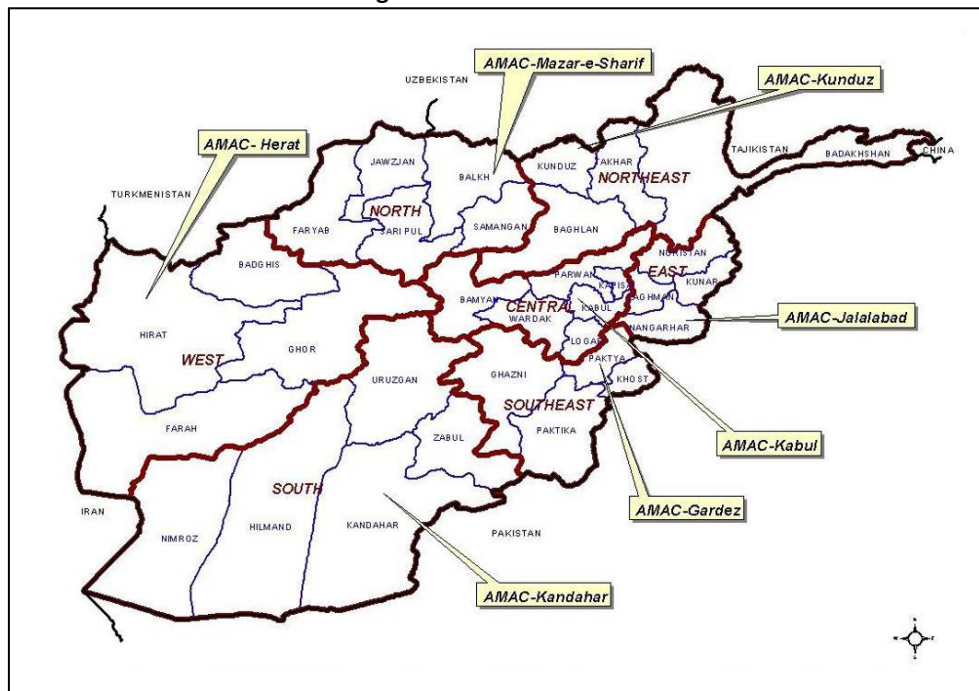 AMAC-Mazar-e-Sharif
UZBEKISTAN
AMAC-Kunduz
AMAC- Herat
TAJIKISTAN
CHINA
BADAKHSHAN
JAWZJAN
BALKH
KUNDUZ
AKHAR
NORTHEAST
TURKMENISTAN
NORTH
FARYAB
SARI PUL
SAMANGAN
BAGHLAN
BADGHIS
NURISTAN
EAST
KUNAR
PARWAN
KAPISA
LAGHMAN
BAMYAN
CENTRAL
KABUL
WARDAK
NANGARHAR
AMAC-Jalalabad
HIRAT
WEST
GHOR
LOGAR
PAKTYA
GHAZNI
KHOST
URUZGAN
SOUTHEAST
FARAH
PAKTIKA
ZABUL
AMAC-Kabul
SOUTH
AMAC-Gardez
IRAN
NIMROZ
HILMAND
KANDAHAR
PAKISTAN
AMAC-Kandahar
N
W
E
S